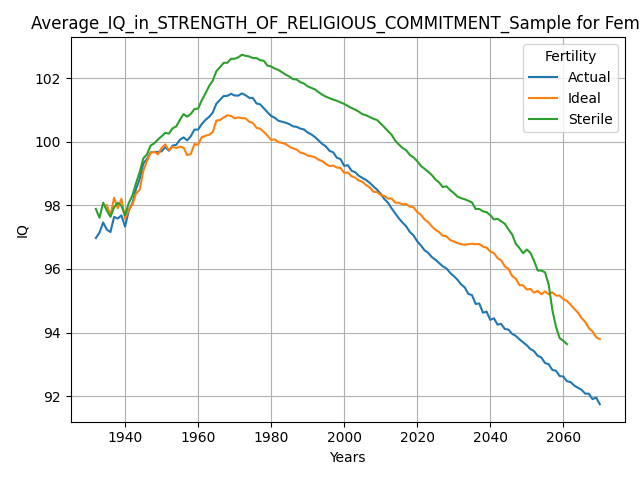 Average_IQ_in_STRENGTH_OF_RELIGIOUS_COMMITMENT_Sample for Fem
Fertility
Actual
Ideal
Sterile
IQ
102
100
98
96
94
92
1940 1960 1980 2000 2020 2040 2060
Years